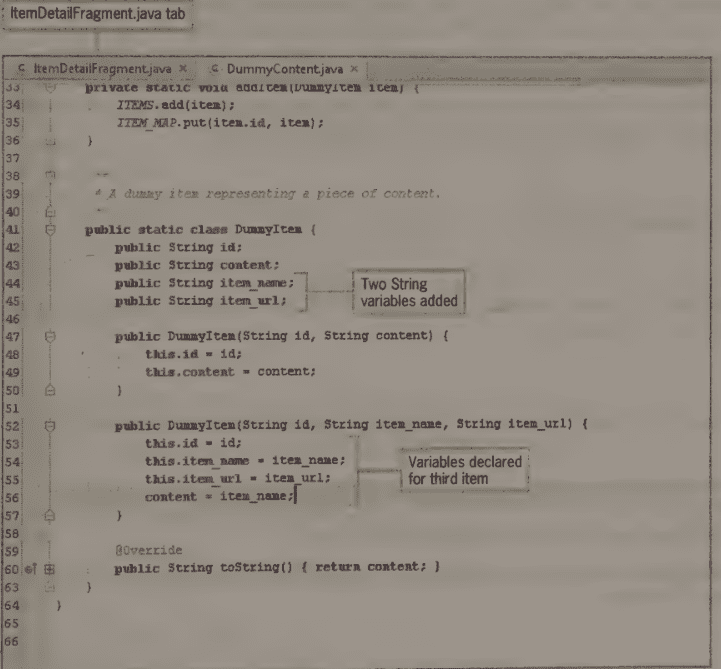 ItemDetailFragment.java tab
ItemDetailFragment.java × DummyContent.java ×
33 private static void addItem(DummyItem item) {
34 ITEMS.add(item);
35 ITEM_MAP.put(item.id, item);
36 }
37
38
39 * A dummy item representing a piece of content.
40
41 public static class DummyItem {
42 public String id;
43 public String content;
44 public String item_name;
45 public String item_url;
Two String
variables added
46
47 public DummyItem(String id, String content) {
48 this.id = id;
49 this.content = content;
50 }
51
52 public DummyItem(String id, String item_name, String item_url) {
53 this.id = id;
54 this.item_name = item_name;
55 this.item_url = item_url;
56 content = item_name;
Variables declared
for third item
57 }
58
59 @Override
60 public String toString() { return content; }
63 }
64 }
65
66